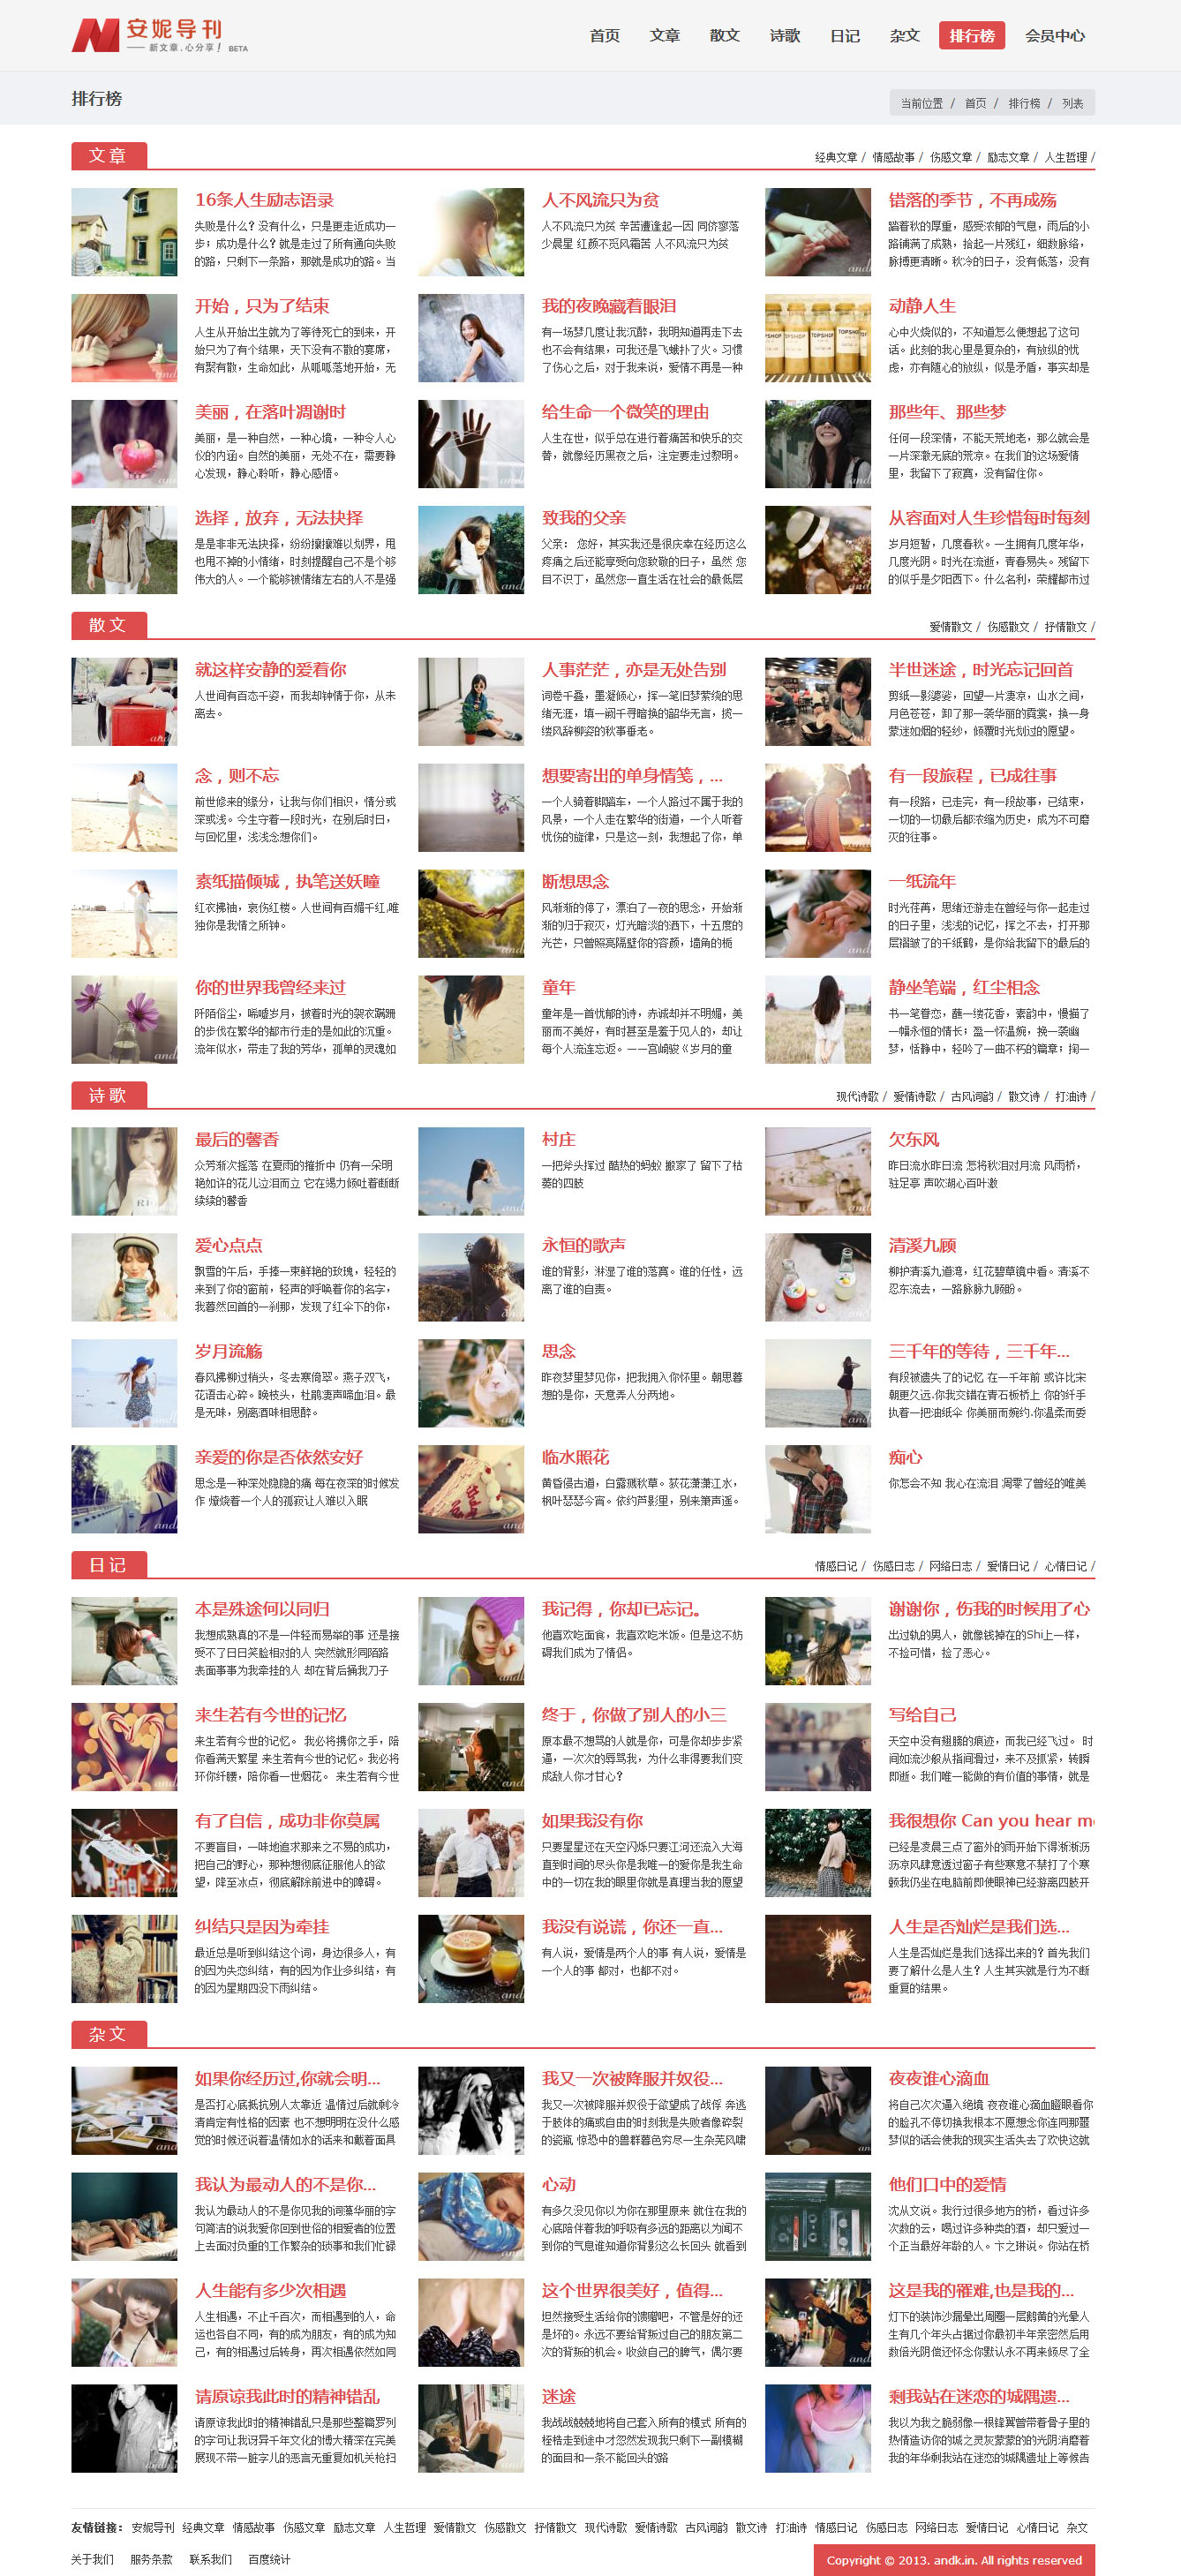 安妮导刊
新文章.心分享! BETA
首页 文章 散文 诗歌 日记 杂文 排行榜 会员中心
排行榜
当前位置 / 首页 / 排行榜 / 列表
文章
经典文章 / 情感故事 / 伤感文章 / 励志文章 / 人生哲理 /
16条人生励志语录
失败是什么？没有什么，只是更走近成功一
步；成功是什么？就是走过了所有通向失败
的路，只剩下一条路，那就是成功的路。当
人不风流只为贫
人不风流只为贫 辛苦遭逢起一因 同侪寥落
少晨星 红颜不觅风霜苦 人不风流只为贫
错落的季节，不再成殇
踏着秋的厚重，感受浓郁的气息，雨后的小
路铺满了成熟，拾起一片残红，细数脉络，
脉搏更清晰。秋冷的日子，没有低落，没有
开始，只为了结束
人生从开始出生就为了等待死亡的到来，开
始只为了有个结果，天下没有不散的宴席，
有聚有散，生命如此，从呱呱落地开始，无
我的夜晚藏着眼泪
有一场梦几度让我沉醉，我明知道再走下去
也不会有结果，可我还是飞蛾扑了火。习惯
了伤心之后，对于我来说，爱情不再是一种
动静人生
心中火烧似的，不知道怎么便想起了这句
话。此刻的我心里是复杂的，有放纵的忧
虑，亦有随心的放纵，似是矛盾，事实却是
美丽，在落叶凋谢时
美丽，是一种自然，一种心境，一种令人心
仪的内涵。自然的美丽，无处不在，需要静
心发现，静心聆听，静心感悟。
给生命一个微笑的理由
人生在世，似乎总在进行着痛苦和快乐的交
替，就像经历黑夜之后，注定要走过黎明。
那些年、那些梦
任何一段深情，不能天荒地老，那么就会是
一片深澈无底的荒凉。在我们的这场爱情
里，我留下了寂寞，没有留住你。
选择，放弃，无法抉择
是是非非无法抉择，纷纷攘攘难以划界，甩
也甩不掉的小情绪，时刻提醒自己不是个够
伟大的人。一个能够被情绪左右的人不是强
致我的父亲
父亲： 您好，其实我还是很庆幸在经历这么
疼痛之后还能享受向您致敬的日子，虽然 您
目不识丁，虽然您一直生活在社会的最低层
从容面对人生珍惜每时每刻
岁月短暂，几度春秋。一生拥有几度年华，
几度光阴。时光在流逝，青春易失。残留下
的似乎是夕阳西下。什么名利，荣耀都市过
散文
爱情散文 / 伤感散文 / 抒情散文 /
就这样安静的爱着你
人世间有百态千姿，而我却钟情于你，从未
离去。
人事茫茫，亦是无处告别
词卷千叠，墨凝倾心，挥一笔旧梦萦绕的思
绪无涯，填一阙千寻暗换的韶华无言，揽一
缕风辞柳姿的秋事垂老。
半世迷途，时光忘记回首
剪纸一影婆娑，回望一片凄凉，山水之间，
月色苍苍，卸了那一袭华丽的霓裳，换一身
蒙迷如烟的轻纱，倾覆时光划过的愿望。
念，则不忘
前世修来的缘分，让我与你们相识，情分或
深或浅。今生守着一段时光，在别后时日，
与回忆里，浅浅念想你们。
想要寄出的单身情笺，...
一个人骑着脚踏车，一个人路过不属于我的
风景，一个人走在繁华的街道，一个人听着
忧伤的旋律，只是这一刻，我想起了你，单
有一段旅程，已成往事
有一段路，已走完，有一段故事，已结束，
一切的一切最后都浓缩为历史，成为不可磨
灭的往事。
素纸描倾城，执笔送妖瞳
红衣拂袖，哀伤红楼。人世间有百媚千红,唯
独你是我情之所钟。
断想思念
风渐渐的停了，漂泊了一夜的思念，开始渐
渐的归于寂灭，灯光暗淡的洒下，十五度的
光芒，只曾照亮隔壁你的容颜，墙角的栀
一纸流年
时光荏苒，思绪还游走在曾经与你一起走过
的日子里，浅浅的记忆，挥之不去，打开那
层褶皱了的千纸鹤，是你给我留下的最后的
你的世界我曾经来过
阡陌俗尘，唏嘘岁月，披着时光的袈衣蹒跚
的步伐在繁华的都市行走的是如此的沉重。
流年似水，带走了我的芳华，孤单的灵魂如
童年
童年是一首忧郁的诗，赤诚却并不明媚，美
丽而不美好，有时甚至是羞于见人的，却让
每个人流连忘返。——宫崎骏《岁月的童
静坐笔端，红尘相念
书一笔眷恋，蘸一缕花香，素韵中，慢描了
一幅永恒的情长；盈一怀温婉，挽一袭幽
梦，恬静中，轻吟了一曲不朽的篇章；掬一
诗歌
现代诗歌 / 爱情诗歌 / 古风词韵 / 散文诗 / 打油诗 /
最后的馨香
众芳渐次摇落 在夏雨的摧折中 仍有一朵明
艳如许的花儿泣泪而立 它在竭力倾吐着断断
续续的馨香
村庄
一把斧头挥过 酷热的蚂蚁 搬家了 留下了枯
萎的四肢
欠东风
昨日流水昨日流 怎将秋泪对月流 风雨桥，
驻足亭 声吹湖心百叶激
爱心点点
飘雪的午后，手捧一束鲜艳的玫瑰，轻轻的
来到了你的窗前，轻声的呼唤着你的名字，
我蓦然回首的一刹那，发现了红伞下的你，
永恒的歌声
谁的背影，淋湿了谁的落寞。谁的任性，远
离了谁的自责。
清溪九顾
柳护清溪九道湾，红花碧草镜中看。清溪不
忍东流去，一路脉脉九顾盼。
岁月流觞
春风拂柳过梢头，冬去寒倚翠。燕子双飞，
花语击心碎。晚枝头，杜鹃凄声啼血泪。最
是无味，别离酒味相思醉。
思念
昨夜梦里梦见你，把我拥入你怀里。朝思暮
想的是你，天意弄人分两地。
三千年的等待，三千年...
有段被遗失了的记忆 在一千年前 或许比宋
朝更久远.你我交错在青石板桥上 你的纤手
执着一把油纸伞 你美丽而婉约.你温柔而委
亲爱的你是否依然安好
思念是一种深处隐隐的痛 每在夜深的时候发
作 燎烧着一个人的孤寂让人难以入眠
临水照花
黄昏侵古道，白露溅秋草。荻花潇潇江水，
枫叶瑟瑟今宵。依约芦影里，别来箫声遥。
痴心
你怎会不知 我心在流泪 凋零了曾经的唯美
日记
情感日记 / 伤感日志 / 网络日志 / 爱情日记 / 心情日记 /
本是殊途何以同归
我想成熟真的不是一件轻而易举的事 还是接
受不了日日笑脸相对的人 突然就形同陌路
表面事事为我牵挂的人 却在背后捅我刀子
我记得，你却已忘记。
他喜欢吃面食，我喜欢吃米饭。但是这不妨
碍我们成为了情侣。
谢谢你，伤我的时候用了心
出过轨的男人，就像钱掉在的Shi上一样，
不捡可惜，捡了恶心。
来生若有今世的记忆
来生若有今世的记忆。 我必将携你之手，陪
你看满天繁星 来生若有今世的记忆。我必将
环你纤腰，陪你看一世烟花。 来生若有今世
终于，你做了别人的小三
原本最不想骂的人就是你，可是你却步步紧
逼，一次次的辱骂我，为什么非得要我们变
成敌人你才甘心？
写给自己
天空中没有翅膀的痕迹，而我已经飞过。 时
间如流沙般从指间滑过，来不及抓紧，转瞬
即逝。我们唯一能做的有价值的事情，就是
有了自信，成功非你莫属
不要盲目，一味地追求那来之不易的成功，
把自己的野心，那种想彻底征服他人的欲
望，降至冰点，彻底解除前进中的障碍。
如果我没有你
只要星星还在天空闪烁只要江河还流入大海
直到时间的尽头你是我唯一的爱你是我生命
中的一切在我的眼里你就是真理当我的愿望
我很想你 Can you hear me
已经是凌晨三点了窗外的雨开始下得渐渐沥
沥凉风肆意透过窗子有些寒意不禁打了个寒
颤我仍坐在电脑前即使眼神已经游离四肢开
纠结只是因为牵挂
最近总是听到纠结这个词，身边很多人，有
的因为失恋纠结，有的因为作业多纠结，有
的因为星期四没下雨纠结。
我没有说谎，你还一直...
有人说，爱情是两个人的事 有人说，爱情是
一个人的事 都对，也都不对。
人生是否灿烂是我们选...
人生是否灿烂是我们选择出来的？首先我们
要了解什么是人生？人生其实就是行为不断
重复的结果。
杂文
如果你经历过,你就会明...
是否打心底抵抗别人太靠近 温情过后就剩冷
清肯定有性格的因素 也不想明明在没什么感
觉的时候还说着温情如水的话来和戴着面具
我又一次被降服并奴役...
我又一次被降服并奴役于欲望成了战俘 奔逃
于肢体的痛或自由的时刻我是失败者像碎裂
的瓷瓶 惊恐中的兽群暮色穷尽一生杂芜风啸
夜夜谁心滴血
将自己次次逼入绝境 夜夜谁心滴血瞪眼看你
的脸孔不停切换我根本不愿想念你连同那噩
梦似的话会使我的现实生活失去了欢快这就
我认为最动人的不是你...
我认为最动人的不是你见我的词藻华丽的字
句简洁的说我爱你回到世俗的相爱者的位置
上去面对负重的工作繁杂的琐事和我们忙碌
心动
有多久没见你以为你在那里原来 就住在我的
心底陪伴着我的呼吸有多远的距离以为闻不
到你的气息谁知道你背影这么长回头 就看到
他们口中的爱情
沈从文说。我行过很多地方的桥，看过许多
次数的云，喝过许多种类的酒，却只爱过一
个正当最好年龄的人。卞之琳说。你站在桥
人生能有多少次相遇
人生相遇，不止千百次，而相遇到的人，命
运也各自不同，有的成为朋友，有的成为知
己，有的相遇过后转身，再次相遇依然如同
这个世界很美好，值得...
坦然接受生活给你的馈赠吧，不管是好的还
是坏的。永远不要给背叛过自己的朋友第二
次的背叛的机会。收敛自己的脾气，偶尔要
这是我的罹难,也是我的...
灯下的装饰沙漏晕出周圈一层鹅黄的光晕人
生有几个年头占据过你最初半年亲密然后用
数倍光阴偿还怀念你默认永不再来倾尽了全
请原谅我此时的精神错乱
请原谅我此时的精神错乱只是那些整篇罗列
的字句让我讶异千年文化的博大精深在完美
展现不带一脏字儿的恶言无重复如机关枪扫
迷途
我战战兢兢地将自己套入所有的模式 所有的
桎梏走到途中才忽然发现我只剩下一副模糊
的面目和一条不能回头的路
剩我站在迷恋的城隅遗...
我以为我之脆弱像一根锋翼曾带着骨子里的
热情造访你的城之灵灰蒙蒙的的光阴消磨着
我的年华剩我站在迷恋的城隅遗址上等候告
友情链接： 安妮导刊 经典文章 情感故事 伤感文章 励志文章 人生哲理 爱情散文 伤感散文 抒情散文 现代诗歌 爱情诗歌 古风词韵 散文诗 打油诗 情感日记 伤感日志 网络日志 爱情日记 心情日记 杂文
关于我们 服务条款 联系我们 百度统计
Copyright © 2013. andk.in. All rights reserved